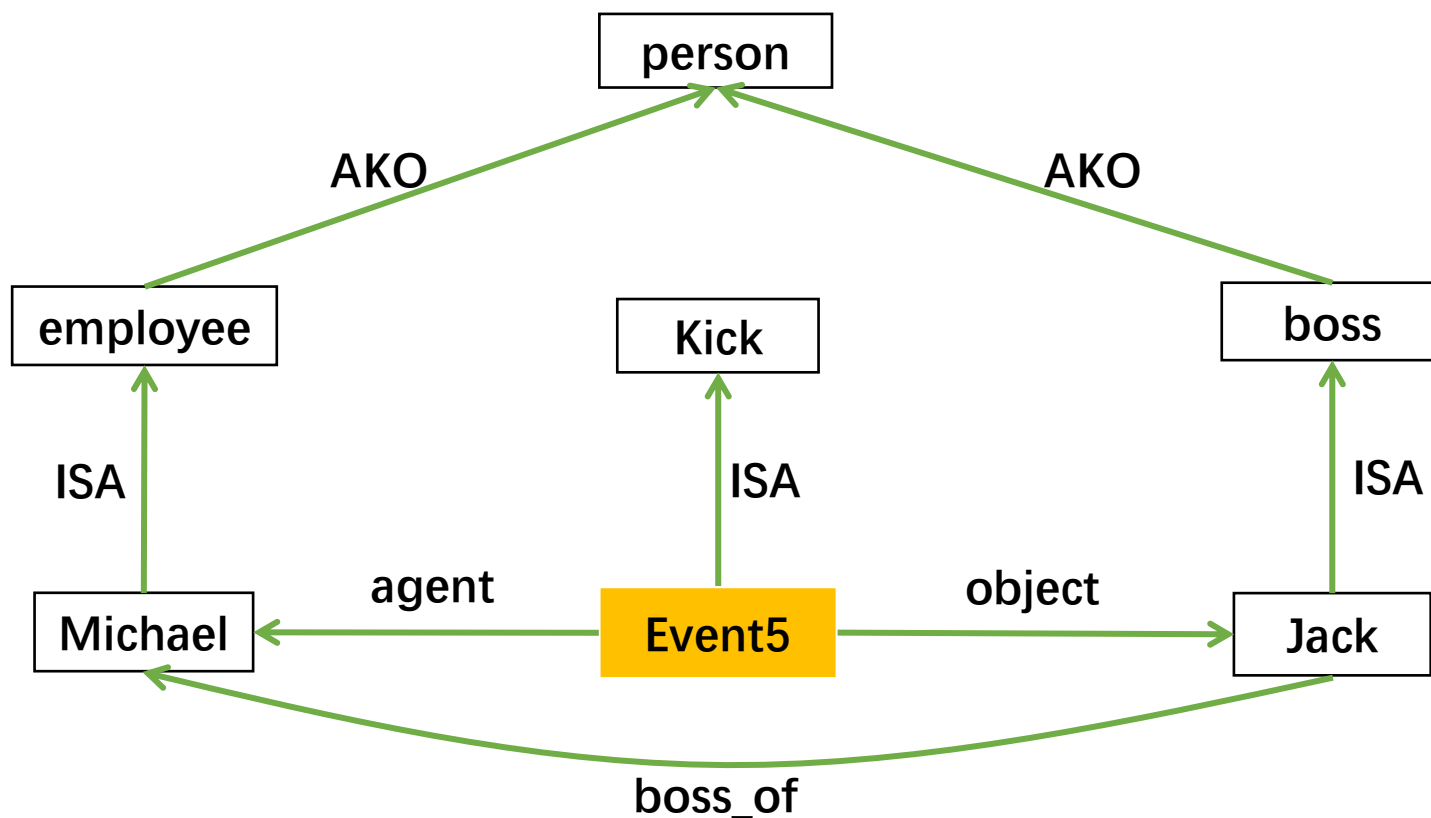 person
AKO
AKO
employee
Kick
boss
ISA
ISA
ISA
agent
object
Michael
Event5
Jack
boss_of